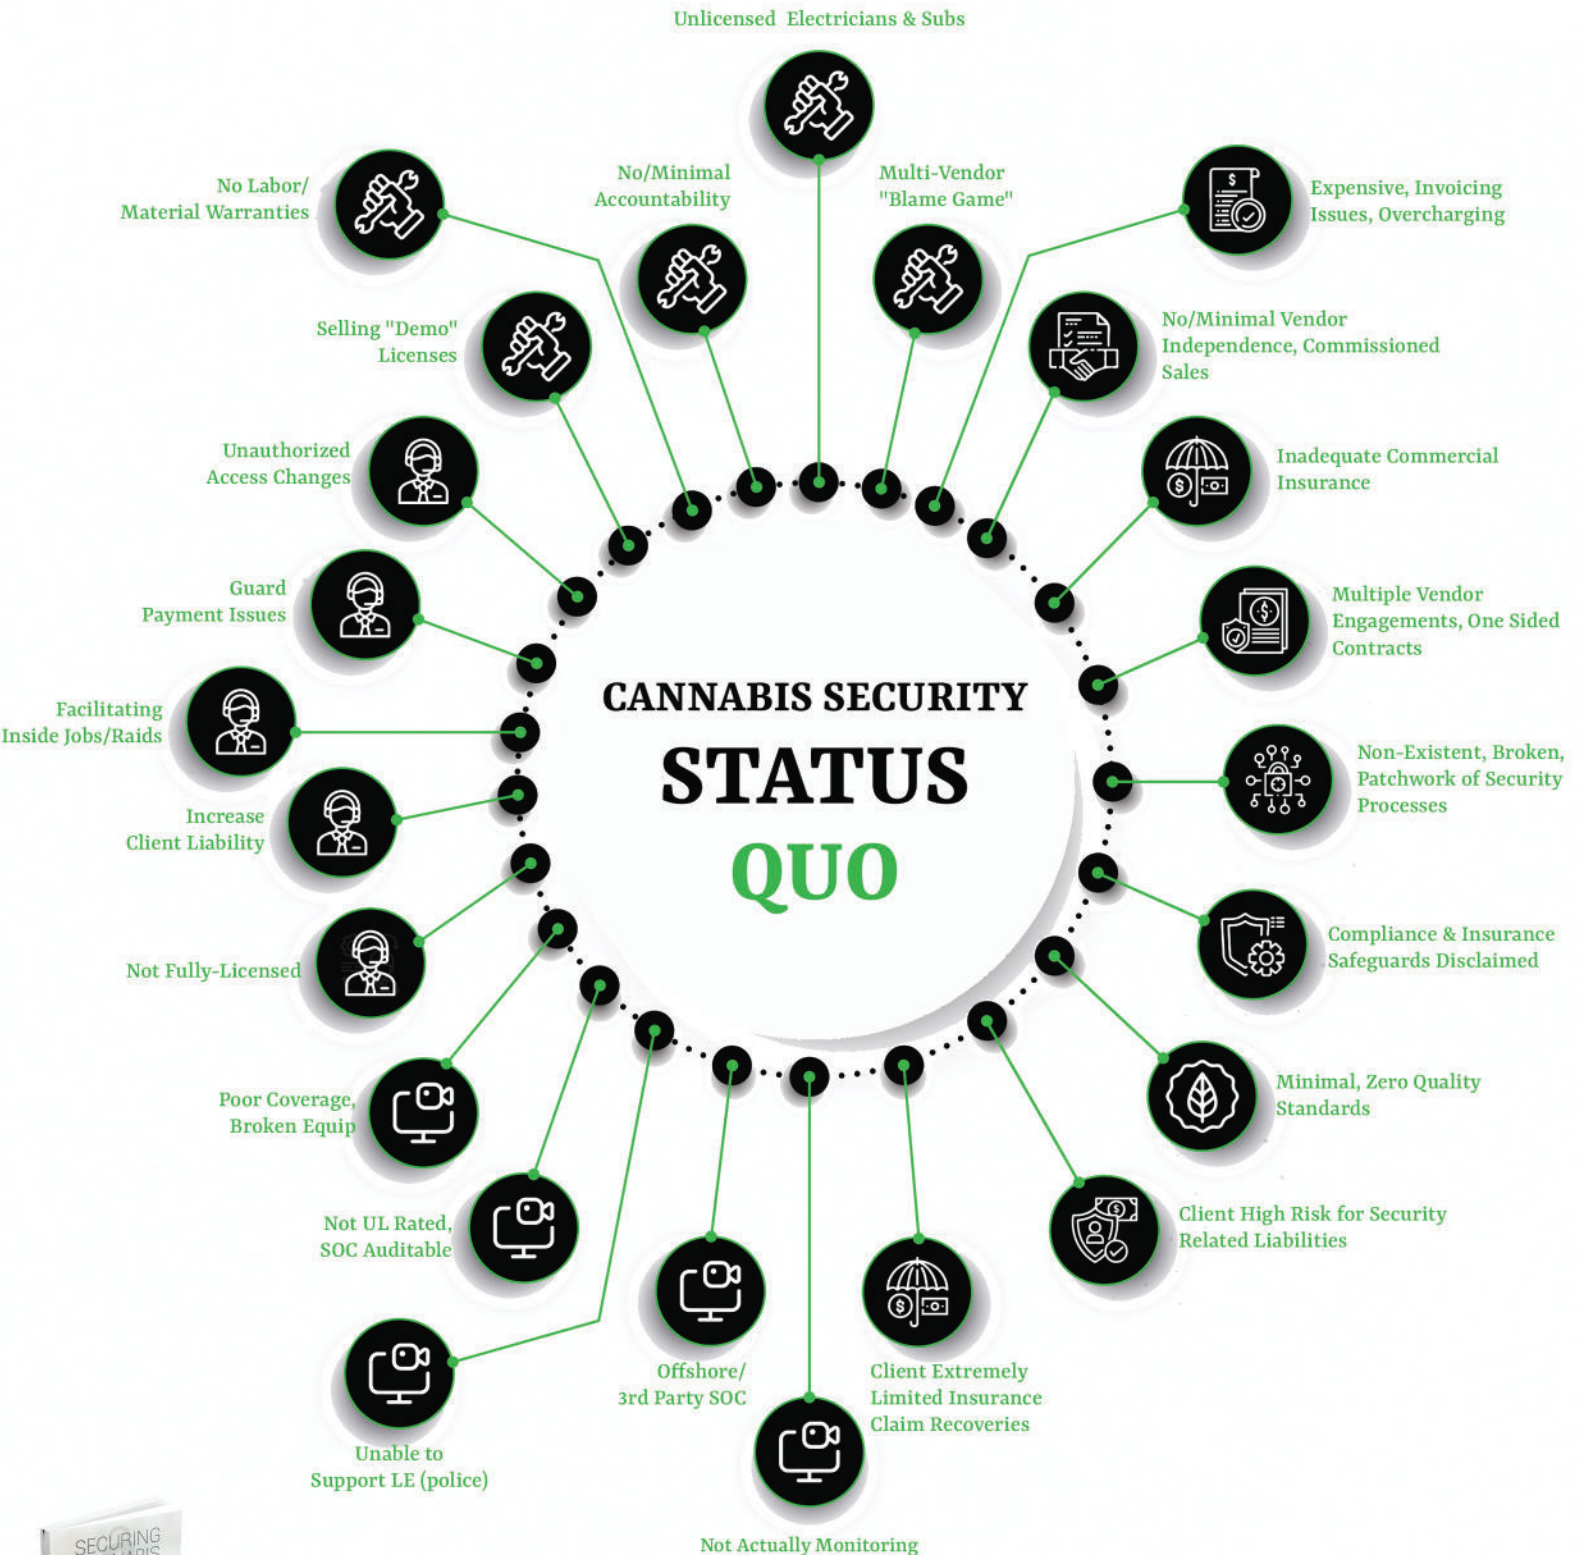 Unlicensed Electricians & Subs
No/Minimal
Accountability
Multi-Vendor
"Blame Game"
No Labor/
Material Warranties
Expensive, Invoicing
Issues, Overcharging
Selling "Demo"
Licenses
No/Minimal Vendor
Independence, Commissioned
Sales
Unauthorized
Access Changes
Inadequate Commercial
Insurance
Guard
Payment Issues
Multiple Vendor
Engagements, One Sided
Contracts
CANNABIS SECURITY
STATUS
QUO
Facilitating
Inside Jobs/Raids
Non-Existent, Broken,
Patchwork of Security
Processes
Increase
Client Liability
Compliance & Insurance
Safeguards Disclaimed
Not Fully-Licensed
Minimal, Zero Quality
Standards
Poor Coverage,
Broken Equip
Client High Risk for Security
Related Liabilities
Not UL Rated,
SOC Auditable
Offshore/
3rd Party SOC
Client Extremely
Limited Insurance
Claim Recoveries
Unable to
Support LE (police)
Not Actually Monitoring
SECURING